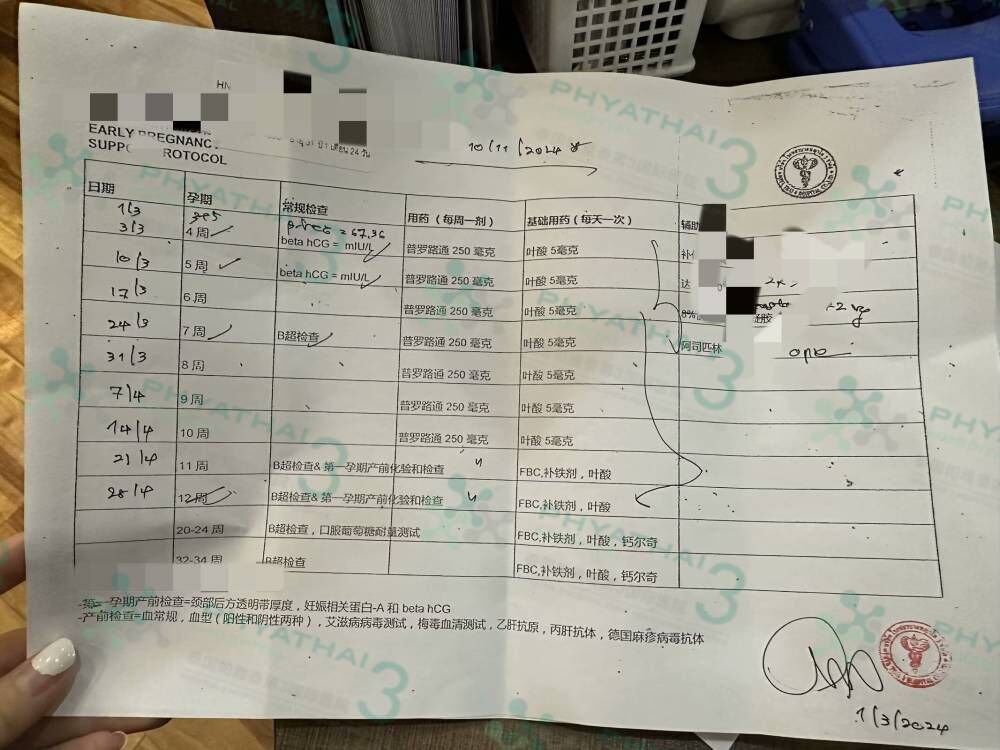 HN
EARLY PREGNANC
SUPP ROTOCOL
10/11/2024
日期 孕期 常规检查 用药（每周一剂） 基础用药（每天一次） 辅助
1/3
3/3 4周 beta hCG = mIU/L 普罗路通 250 毫克 叶酸 5毫克
= 67.36
10/3 5周 beta hCG = mIU/L 普罗路通 250 毫克 叶酸 5毫克 达
17/3 6周 普罗路通 250 毫克 叶酸 5毫克 8%
24/3 7周 B超检查 普罗路通 250 毫克 叶酸 5毫克 阿司匹林
31/3 8周 普罗路通 250 毫克 叶酸 5毫克
7/4 9周 普罗路通 250 毫克 叶酸 5毫克
14/4 10周 普罗路通 250 毫克 叶酸 5毫克
21/4 11周 B超检查& 第一孕期产前化验和检查 FBC,补铁剂，叶酸
28/4 12周 B超检查& 第一孕期产前化验和检查 FBC,补铁剂，叶酸
20-24 周 B超检查，口服葡萄糖耐量测试 FBC,补铁剂，叶酸，钙尔奇
32-34 周 B超检查 FBC,补铁剂，叶酸，钙尔奇
-第一孕期产前检查=颈部后方透明带厚度，妊娠相关蛋白-A 和 beta hCG
-产前检查=血常规，血型（阳性和阴性两种），艾滋病病毒测试，梅毒血清测试，乙肝抗原，丙肝抗体，德国麻疹病毒抗体
1/3/2024
PHYATHAI 3